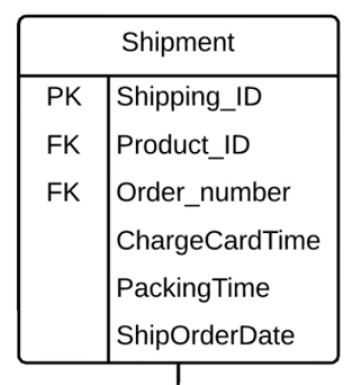 Shipment
PK Shipping_ID
FK Product_ID
FK Order_number
ChargeCardTime
PackingTime
ShipOrderDate